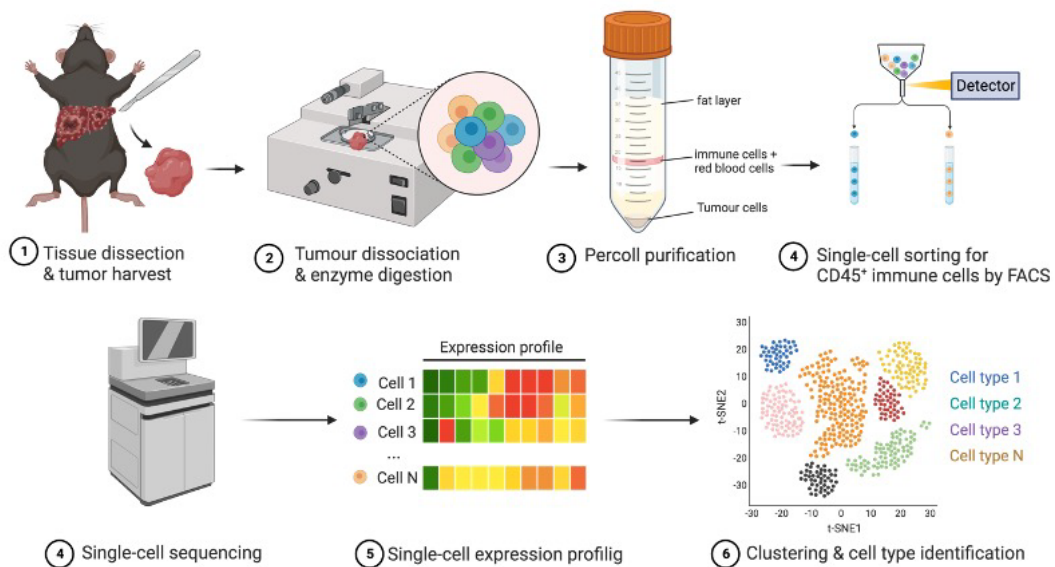 Detector
fat layer
immune cells +
red blood cells
Tumour cells
1 Tissue dissection
& tumor harvest
2 Tumour dissociation
& enzyme digestion
3 Percoll purification
4 Single-cell sorting for
CD45⁺ immune cells by FACS
Expression profile
Cell 1
Cell 2
Cell 3
...
Cell N
t-SNE2
30
20
10
0
-10
-20
-30
-30 -20 -10 0 10 20 30
t-SNE1
Cell type 1
Cell type 2
Cell type 3
Cell type N
4 Single-cell sequencing
5 Single-cell expression profilig
6 Clustering & cell type identification